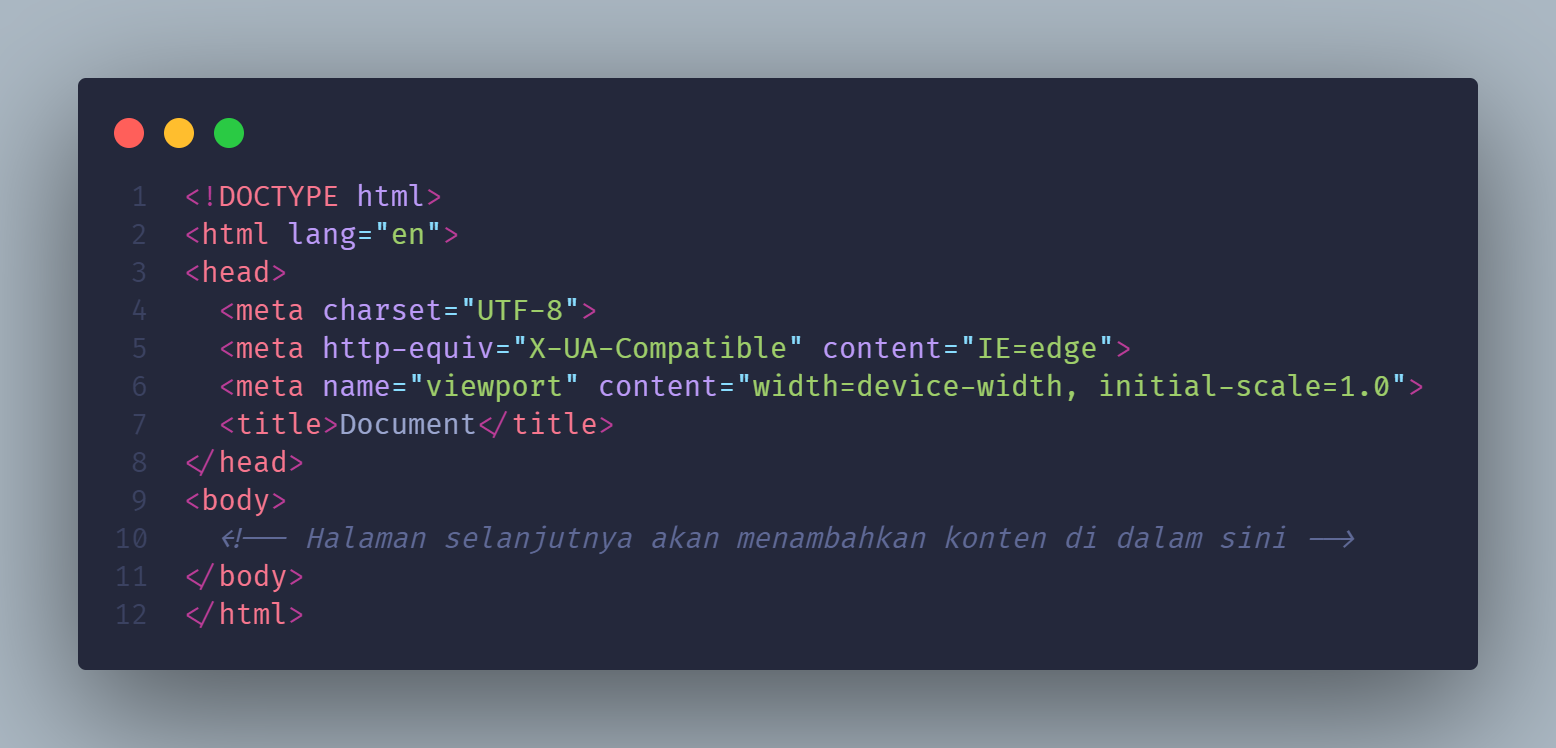 1 <!DOCTYPE html>
2 <html lang="en">
3 <head>
4   <meta charset="UTF-8">
5   <meta http-equiv="X-UA-Compatible" content="IE=edge">
6   <meta name="viewport" content="width=device-width, initial-scale=1.0">
7   <title>Document</title>
8 </head>
9 <body>
10   <!-- Halaman selanjutnya akan menambahkan konten di dalam sini -->
11 </body>
12 </html>